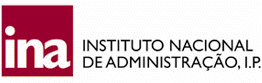 ina
INSTITUTO NACIONAL
DE ADMINISTRAÇÃO, I.P.